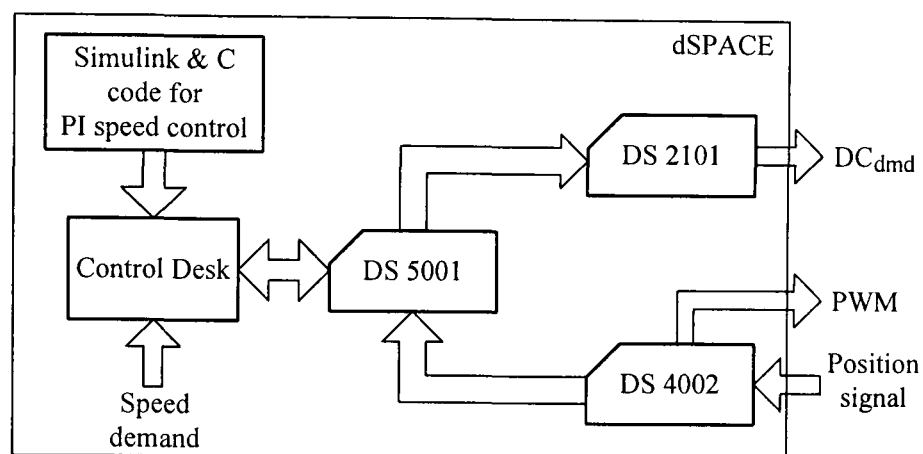 dSPACE
Simulink & C
code for
PI speed control
DS 2101
DC_dmd
Control Desk
DS 5001
PWM
DS 4002
Position
signal
Speed
demand